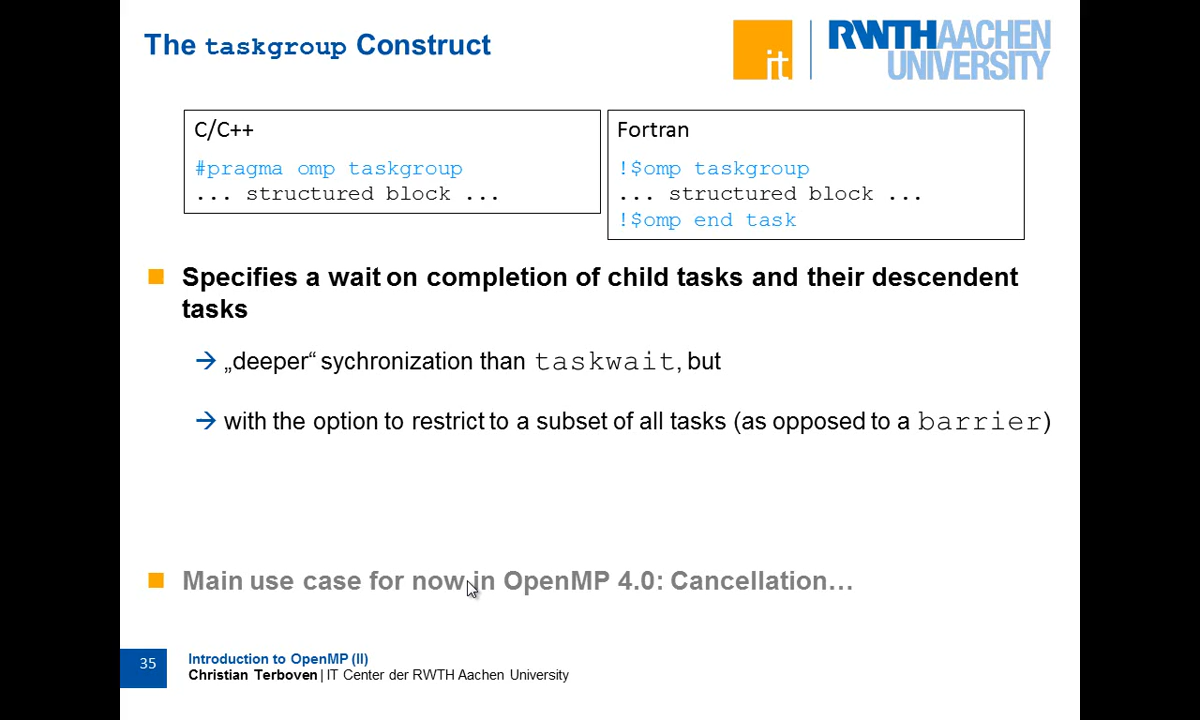 The taskgroup Construct
it
RWTHAACHEN
UNIVERSITY
C/C++
#pragma omp taskgroup
... structured block ...
Fortran
!$omp taskgroup
... structured block ...
!$omp end task
Specifies a wait on completion of child tasks and their descendent
tasks
→ „deeper“ sychronization than taskwait, but
→ with the option to restrict to a subset of all tasks (as opposed to a barrier)
Main use case for now in OpenMP 4.0: Cancellation…
35
Introduction to OpenMP (II)
Christian Terboven | IT Center der RWTH Aachen University